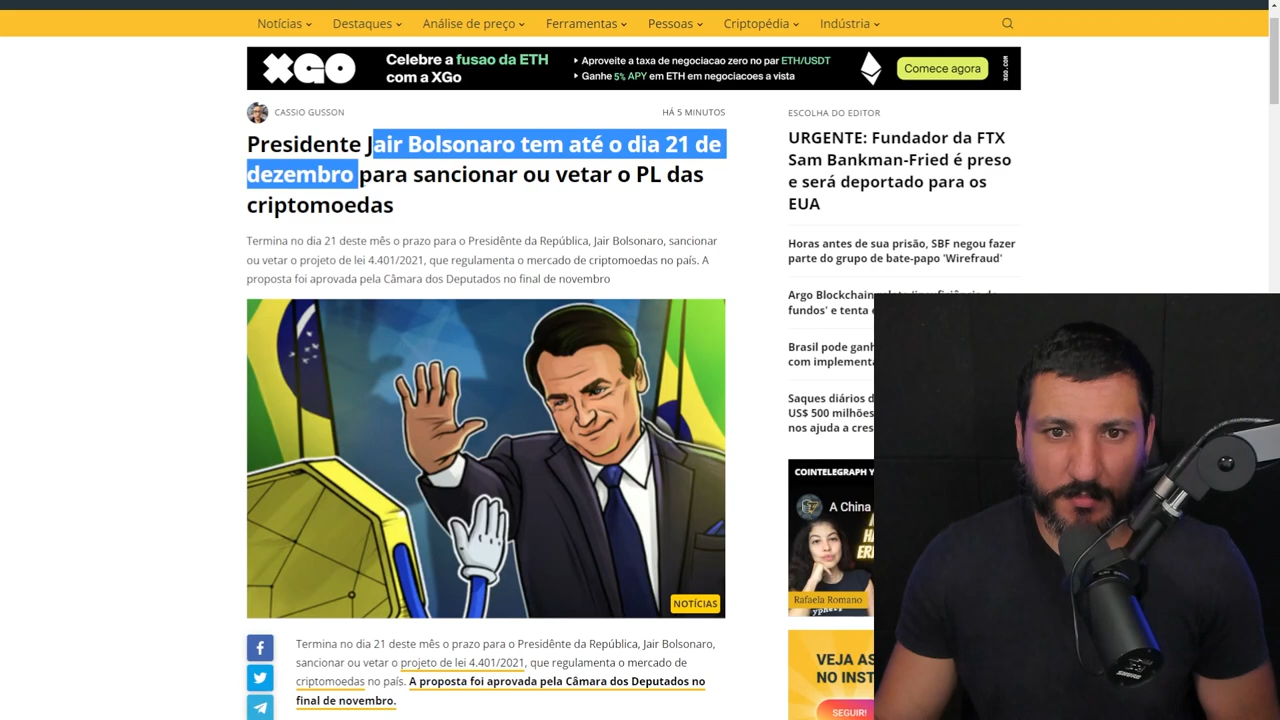 Notícias
Destaques
Análise de preço
Ferramentas
Pessoas
Criptopédia
Indústria
XGO
Celebre a fusao da ETH
com a XGo
Aproveite a taxa de negociacao zero no par ETH/USDT
Ganhe 5% APY em ETH em negociacoes a vista
Comece agora
XGO.COM
CASSIO GUSSON
HÁ 5 MINUTOS
Presidente Jair Bolsonaro tem até o dia 21 de
dezembro para sancionar ou vetar o PL das
criptomoedas
Termina no dia 21 deste mês o prazo para o Presidênte da República, Jair Bolsonaro, sancionar
ou vetar o projeto de lei 4.401/2021, que regulamenta o mercado de criptomoedas no país. A
proposta foi aprovada pela Câmara dos Deputados no final de novembro
NOTÍCIAS
Termina no dia 21 deste mês o prazo para o Presidênte da República, Jair Bolsonaro,
sancionar ou vetar o projeto de lei 4.401/2021, que regulamenta o mercado de
criptomoedas no país. A proposta foi aprovada pela Câmara dos Deputados no
final de novembro.
ESCOLHA DO EDITOR
URGENTE: Fundador da FTX
Sam Bankman-Fried é preso
e será deportado para os
EUA
Horas antes de sua prisão, SBF negou fazer
parte do grupo de bate-papo 'Wirefraud'
Argo Blockchain
fundos' e tenta
Brasil pode
com
Saques diários
US$ 500 milhões
nos ajuda a
COINTELEGRAPH
A China
Rafaela Romano
VEJA
NO
SEGUIR!
SHURE